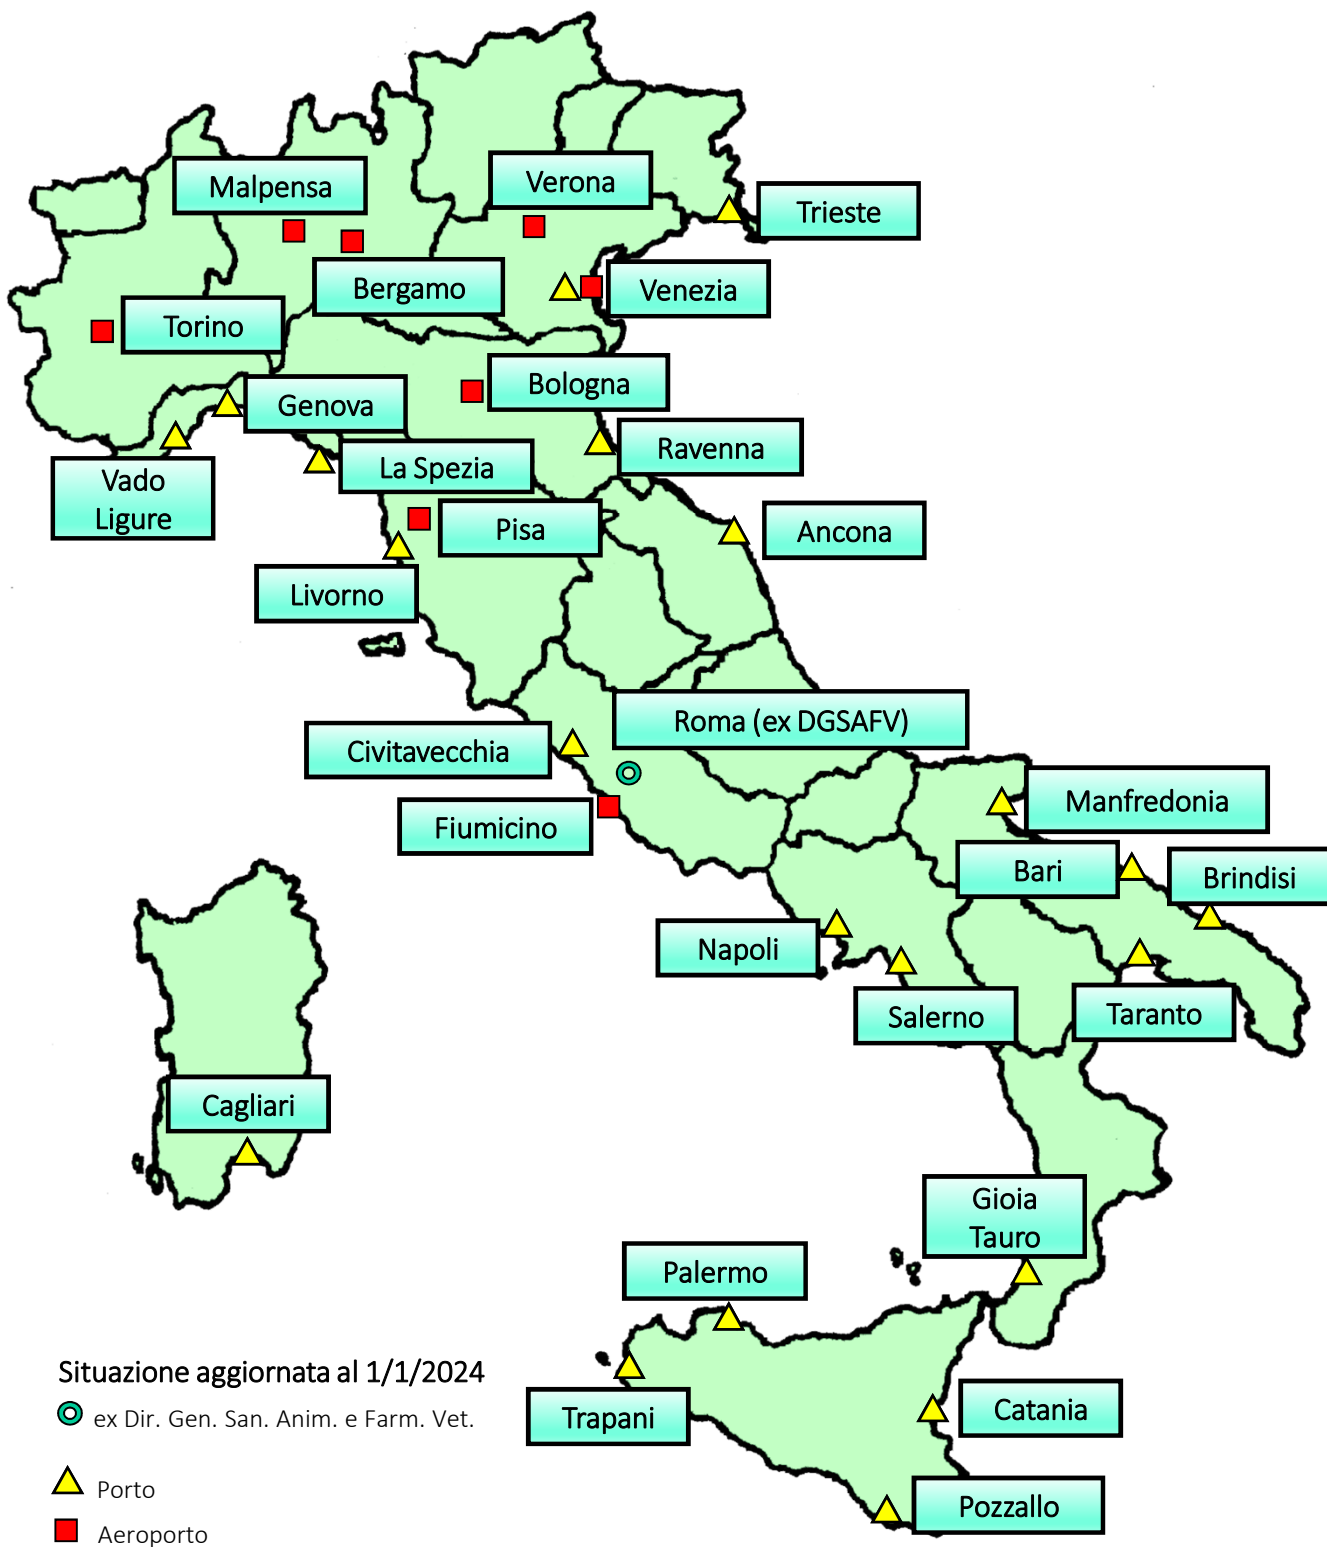 Malpensa
Verona
Trieste
Bergamo
Venezia
Torino
Bologna
Genova
Ravenna
La Spezia
Vado
Ligure
Pisa
Ancona
Livorno
Roma (ex DGSAFV)
Civitavecchia
Manfredonia
Fiumicino
Bari
Brindisi
Napoli
Salerno
Taranto
Cagliari
Gioia
Tauro
Palermo
Situazione aggiornata al 1/1/2024
ex Dir. Gen. San. Anim. e Farm. Vet.
Trapani
Catania
Porto
Pozzallo
Aeroporto